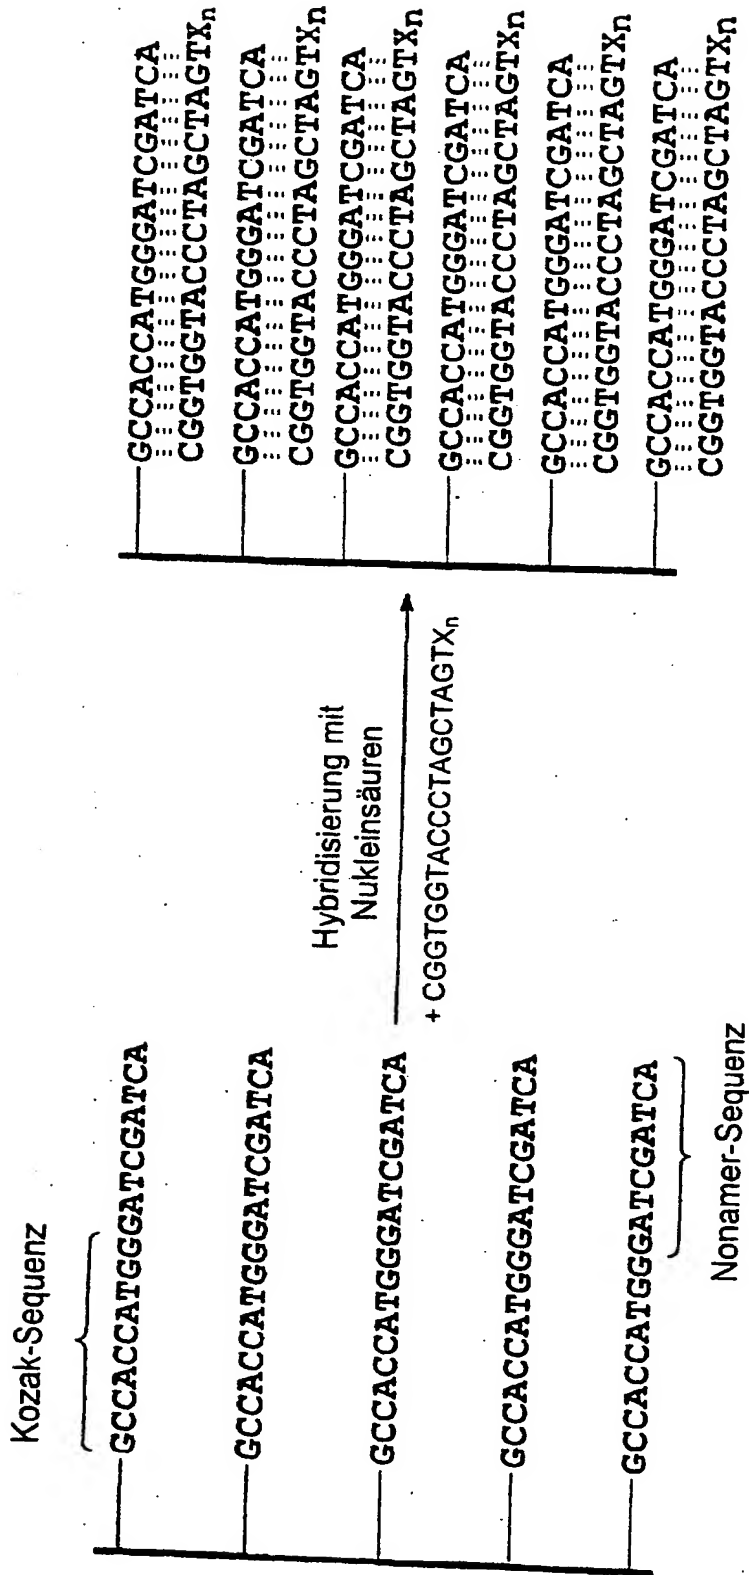 Kozak-Sequenz
GCCACCATGGGATCGATCA
GCCACCATGGGATCGATCA
GCCACCATGGGATCGATCA
GCCACCATGGGATCGATCA
GCCACCATGGGATCGATCA
Nonamer-Sequenz
Hybridisierung mit
Nukleinsäuren
+ CGGTGGTACCCTAGCTAGTXn
GCCACCATGGGATCGATCA
CGGTGGTACCCTAGCTAGTXn
GCCACCATGGGATCGATCA
CGGTGGTACCCTAGCTAGTXn
GCCACCATGGGATCGATCA
CGGTGGTACCCTAGCTAGTXn
GCCACCATGGGATCGATCA
CGGTGGTACCCTAGCTAGTXn
GCCACCATGGGATCGATCA
CGGTGGTACCCTAGCTAGTXn
GCCACCATGGGATCGATCA
CGGTGGTACCCTAGCTAGTXn